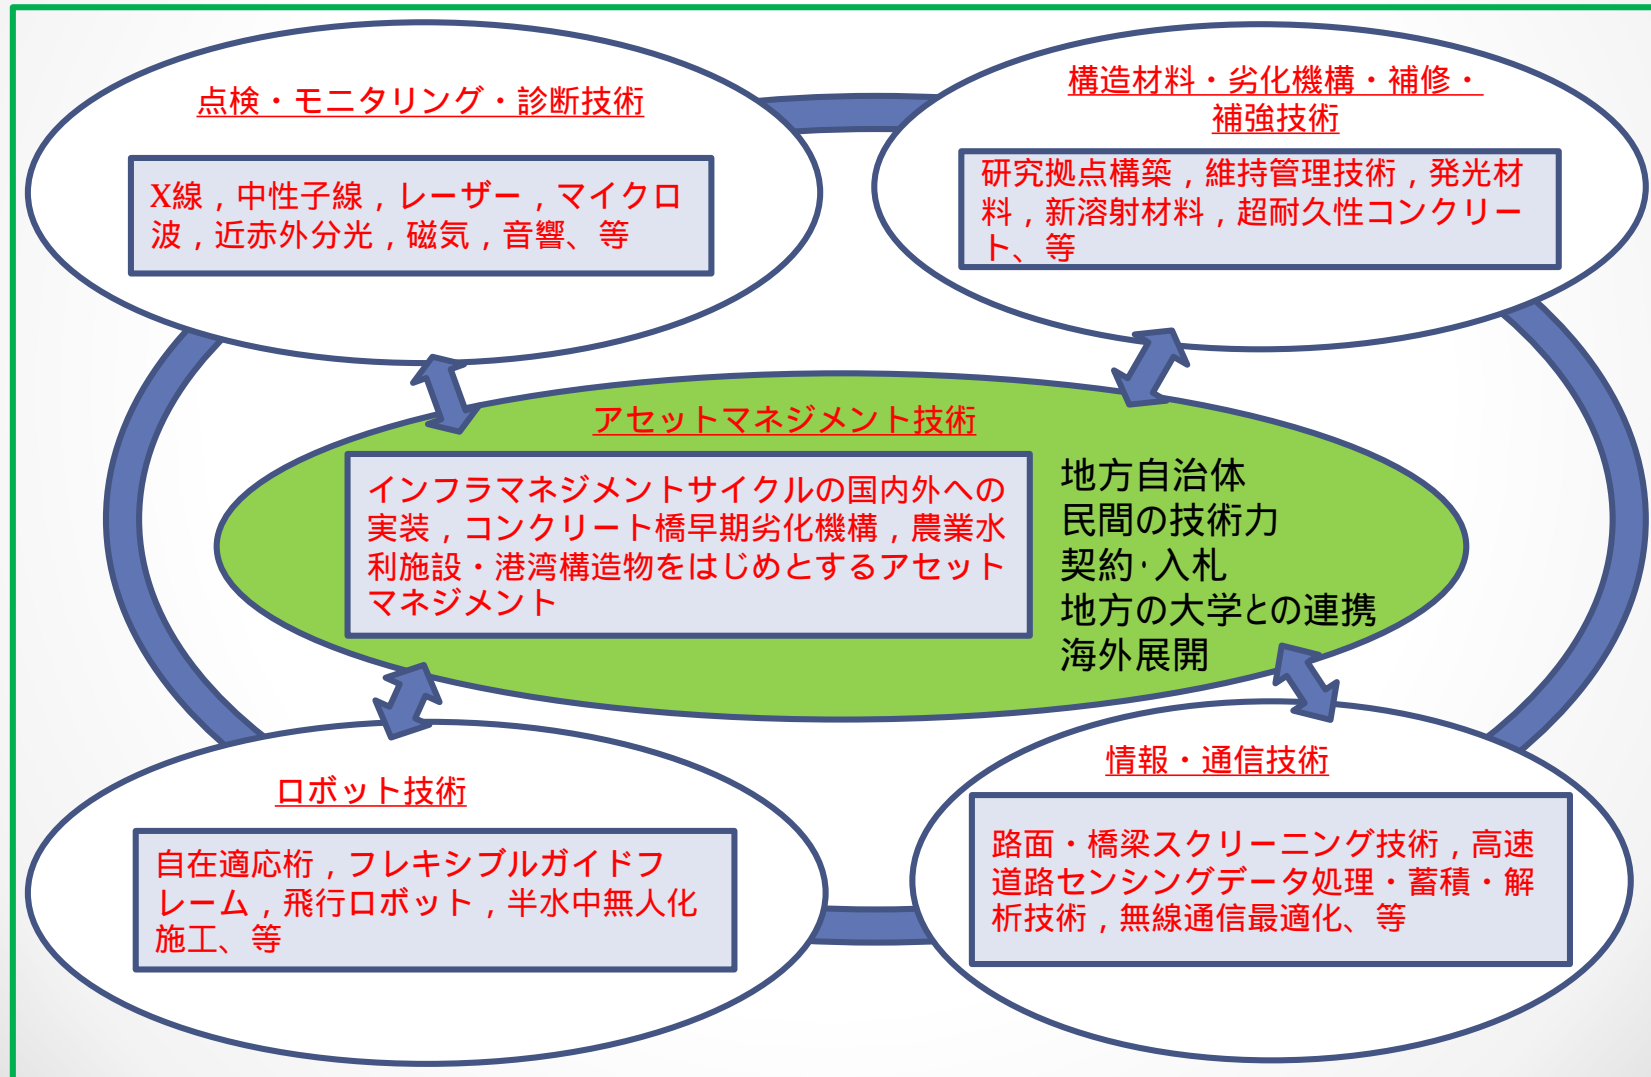 点検・モニタリング・診断技術
X線，中性子線，レーザー，マイクロ
波，近赤外分光，磁気，音響、等
構造材料・劣化機構・補修・
補強技術
研究拠点構築，維持管理技術，発光材
料，新溶射材料，超耐久性コンクリー
ト、等
アセットマネジメント技術
インフラマネジメントサイクルの国内外への
実装，コンクリート橋早期劣化機構，農業水
利施設・港湾構造物をはじめとするアセット
マネジメント
地方自治体
民間の技術力
契約･入札
地方の大学との連携
海外展開
ロボット技術
自在適応桁，フレキシブルガイドフ
レーム，飛行ロボット，半水中無人化
施工、等
情報・通信技術
路面・橋梁スクリーニング技術，高速
道路センシングデータ処理・蓄積・解
析技術，無線通信最適化、等